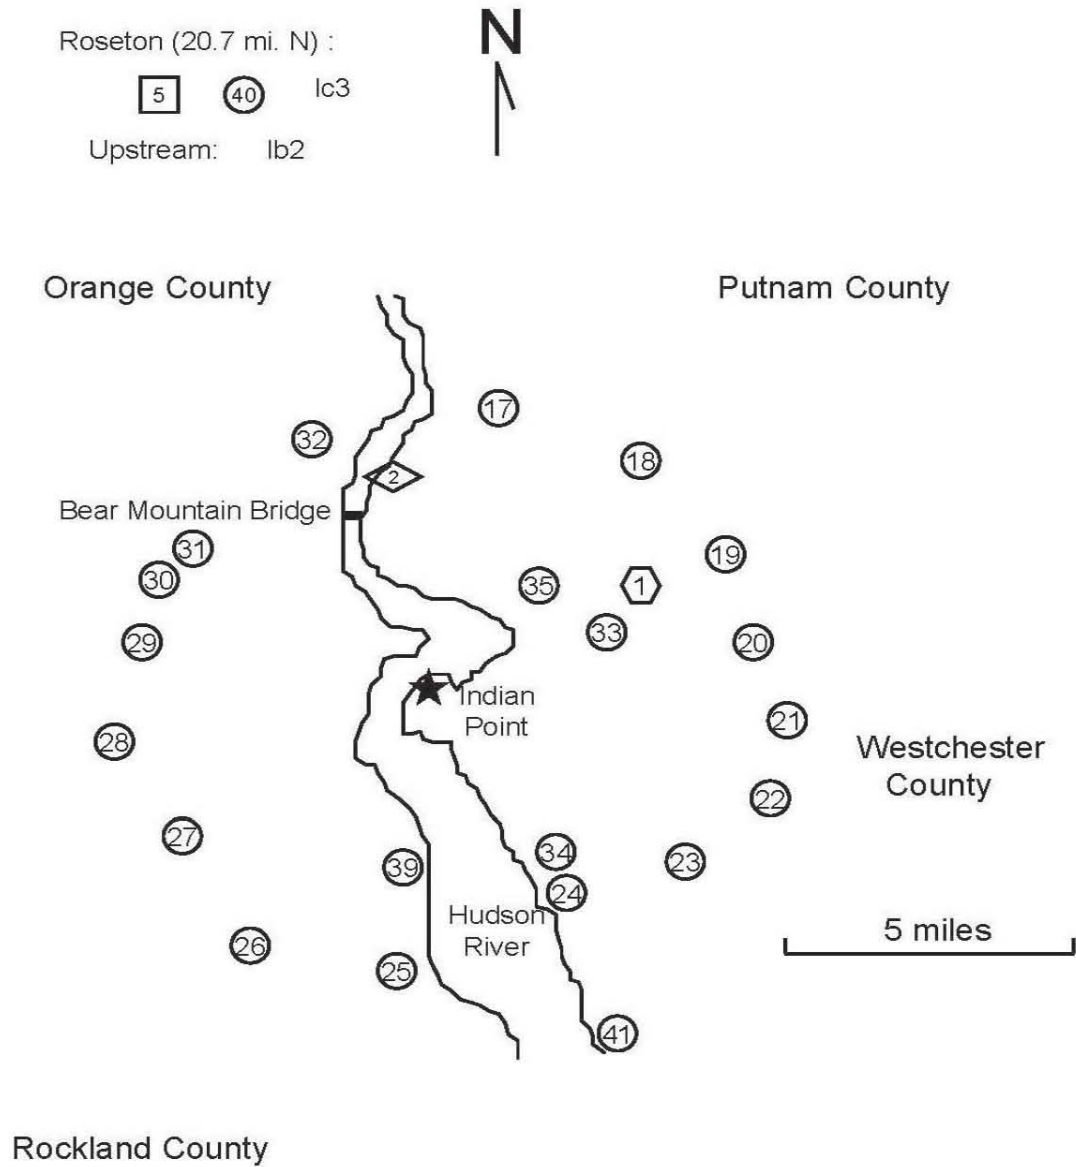 N
Roseton (20.7 mi. N) :
5 40 Ic3
Upstream: Ib2
Orange County
Putnam County
17
32
18
2
Bear Mountain Bridge
31
19
30
35
1
33
29
20
Indian
Point
21
28
Westchester
County
22
27
34
23
39
24
Hudson
River
5 miles
26
25
41
Rockland County